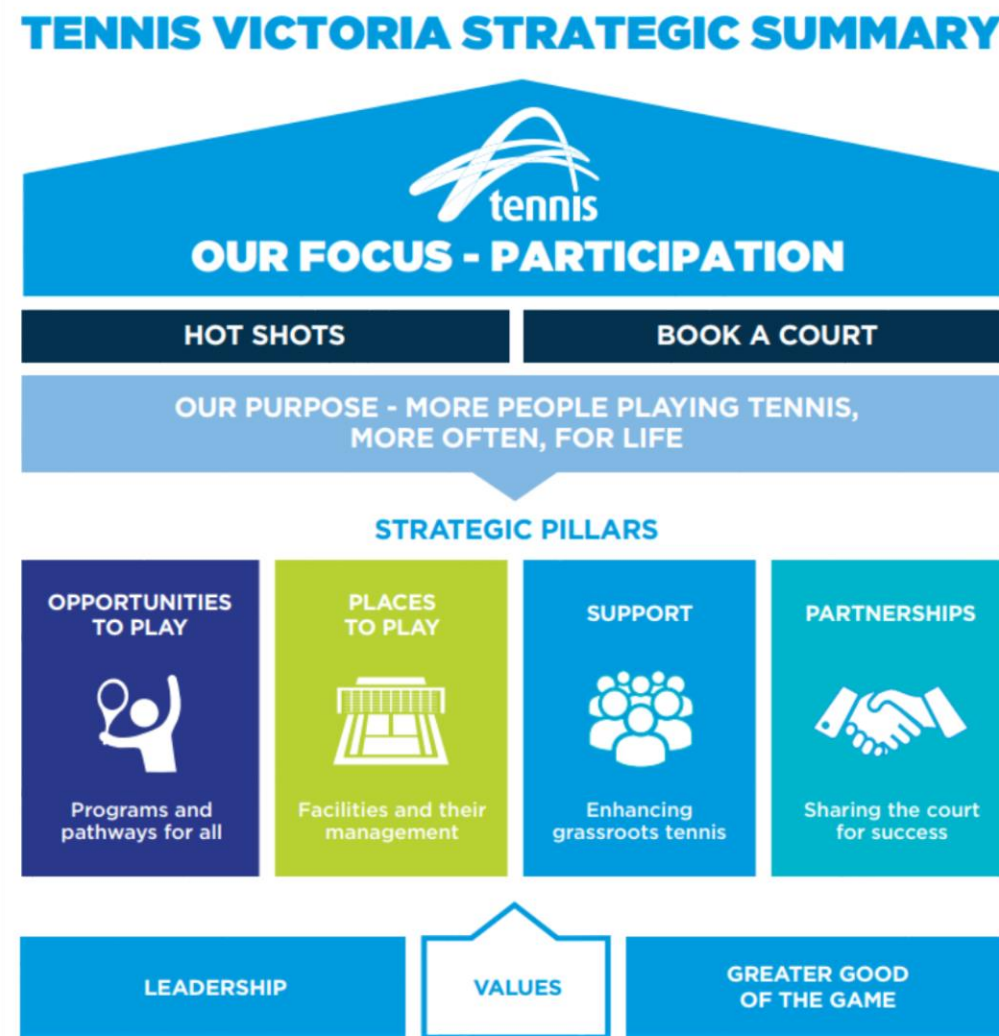 TENNIS VICTORIA STRATEGIC SUMMARY
tennis
OUR FOCUS - PARTICIPATION
HOT SHOTS
BOOK A COURT
OUR PURPOSE - MORE PEOPLE PLAYING TENNIS,
MORE OFTEN, FOR LIFE
STRATEGIC PILLARS
OPPORTUNITIES
TO PLAY
Programs and
pathways for all
PLACES
TO PLAY
Facilities and their
management
SUPPORT
Enhancing
grassroots tennis
PARTNERSHIPS
Sharing the court
for success
LEADERSHIP
VALUES
GREATER GOOD
OF THE GAME